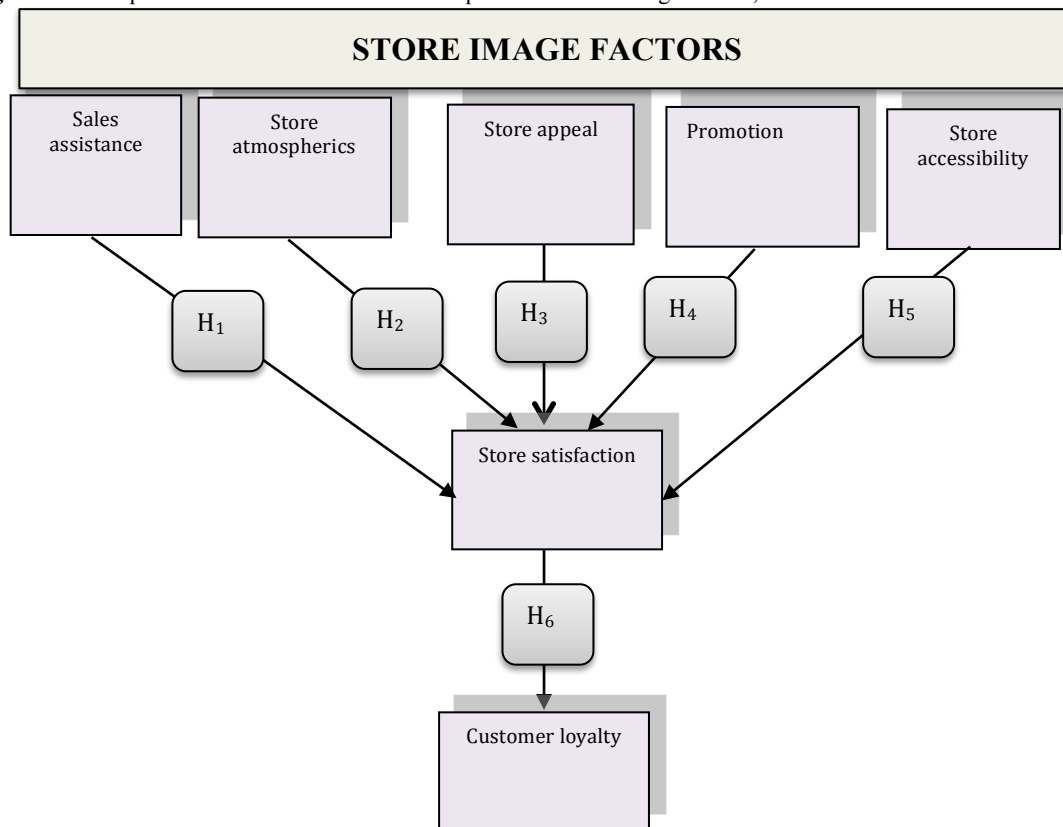 STORE IMAGE FACTORS
Sales
assistance
Store
atmospherics
Store appeal
Promotion
Store
accessibility
H1
H2
H3
H4
H5
Store satisfaction
H6
Customer loyalty